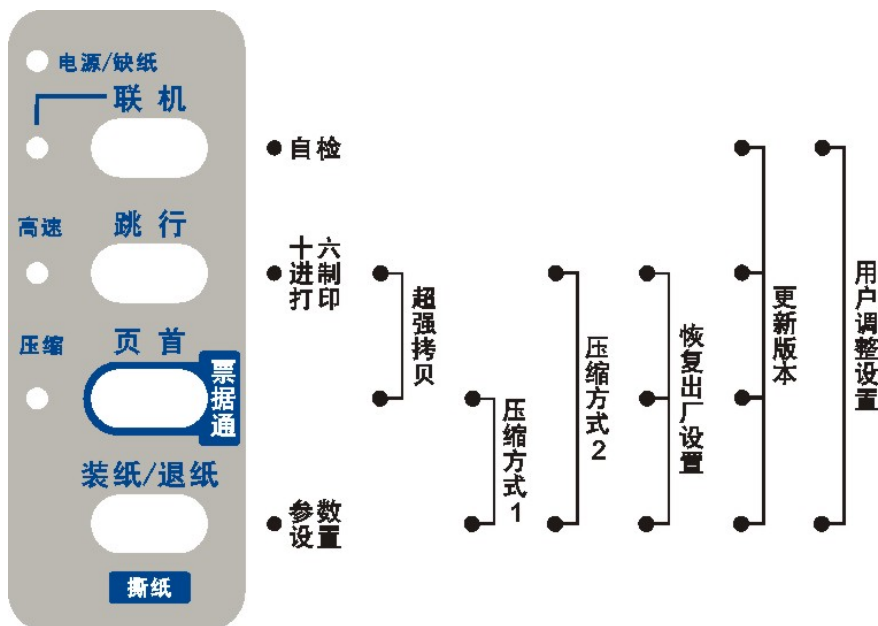 电源/缺纸
联 机
自检
高速
跳 行
十六
进制
打印
压缩
页 首
票据通
装纸/退纸
参数
设置
撕纸
超强拷贝
压缩方式1
压缩方式2
恢复出厂设置
更新版本
用户调整设置